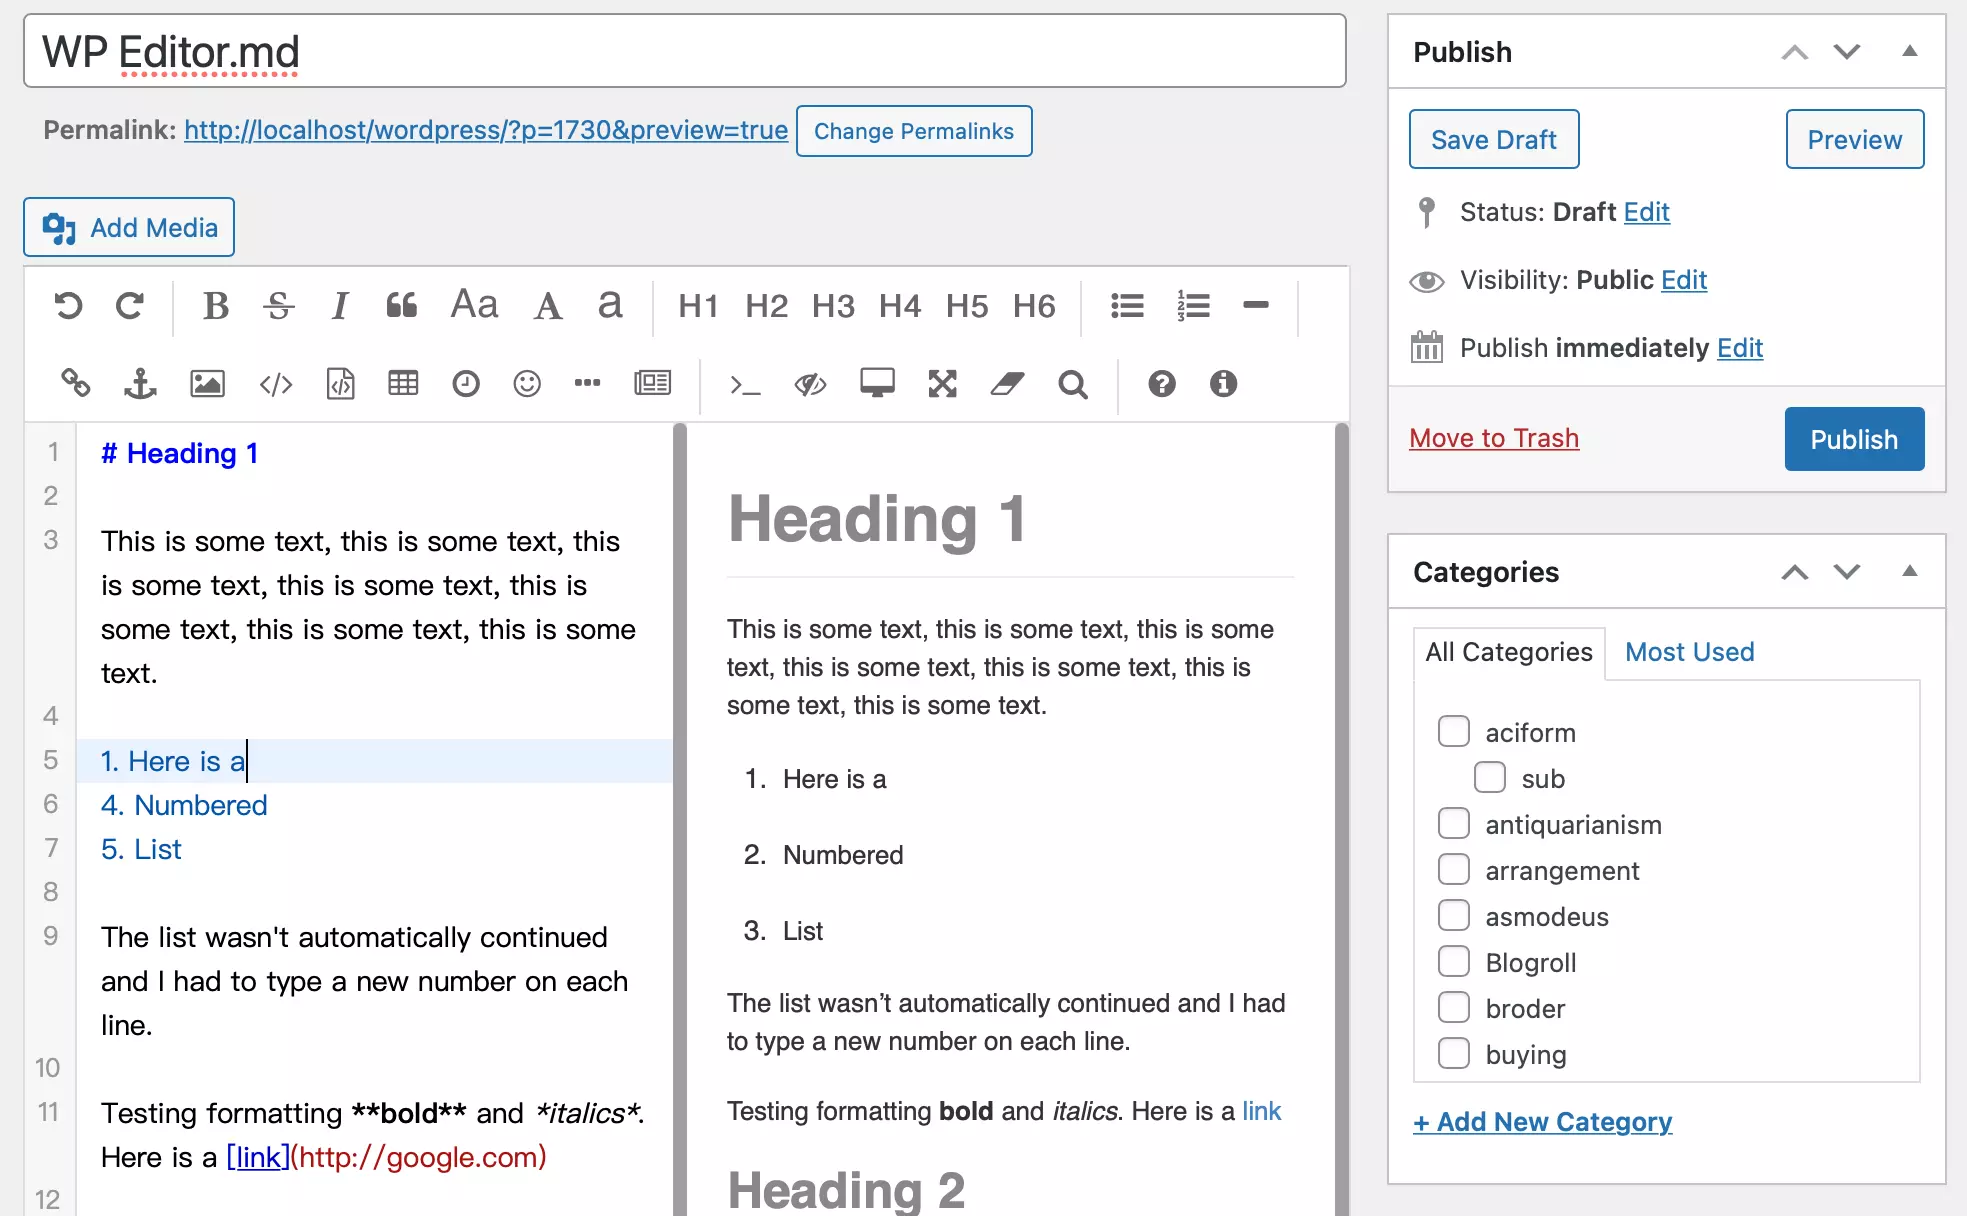 WP Editor.md
Permalink: http://localhost/wordpress/?p=1730&preview=true Change Permalinks
Add Media
B S I Aa A a H1 H2 H3 H4 H5 H6
1 # Heading 1
2
3 This is some text, this is some text, this
is some text, this is some text, this is
some text, this is some text, this is some
text.
4
5 1. Here is a
6 4. Numbered
7 5. List
8
9 The list wasn't automatically continued
and I had to type a new number on each
line.
10
11 Testing formatting **bold** and *italics*.
Here is a [link](http://google.com)
12
Heading 1
This is some text, this is some text, this is some
text, this is some text, this is some text, this is
some text, this is some text.
1. Here is a
2. Numbered
3. List
The list wasn’t automatically continued and I had
to type a new number on each line.
Testing formatting bold and italics. Here is a link
Heading 2
Publish
Save Draft Preview
Status: Draft Edit
Visibility: Public Edit
Publish immediately Edit
Move to Trash Publish
Categories
All Categories Most Used
aciform
sub
antiquarianism
arrangement
asmodeus
Blogroll
broder
buying
+ Add New Category